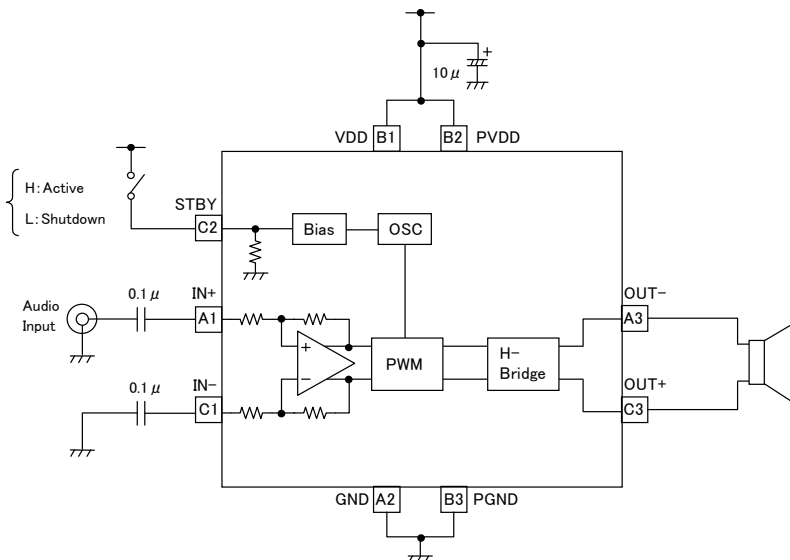 +
10μ
VDD B1 B2 PVDD
H:Active
L:Shutdown
STBY
C2
Bias
OSC
Audio
Input
0.1μ
IN+
A1
+
−
PWM
H-
Bridge
OUT-
A3
0.1μ
IN-
C1
OUT+
C3
GND A2 B3 PGND